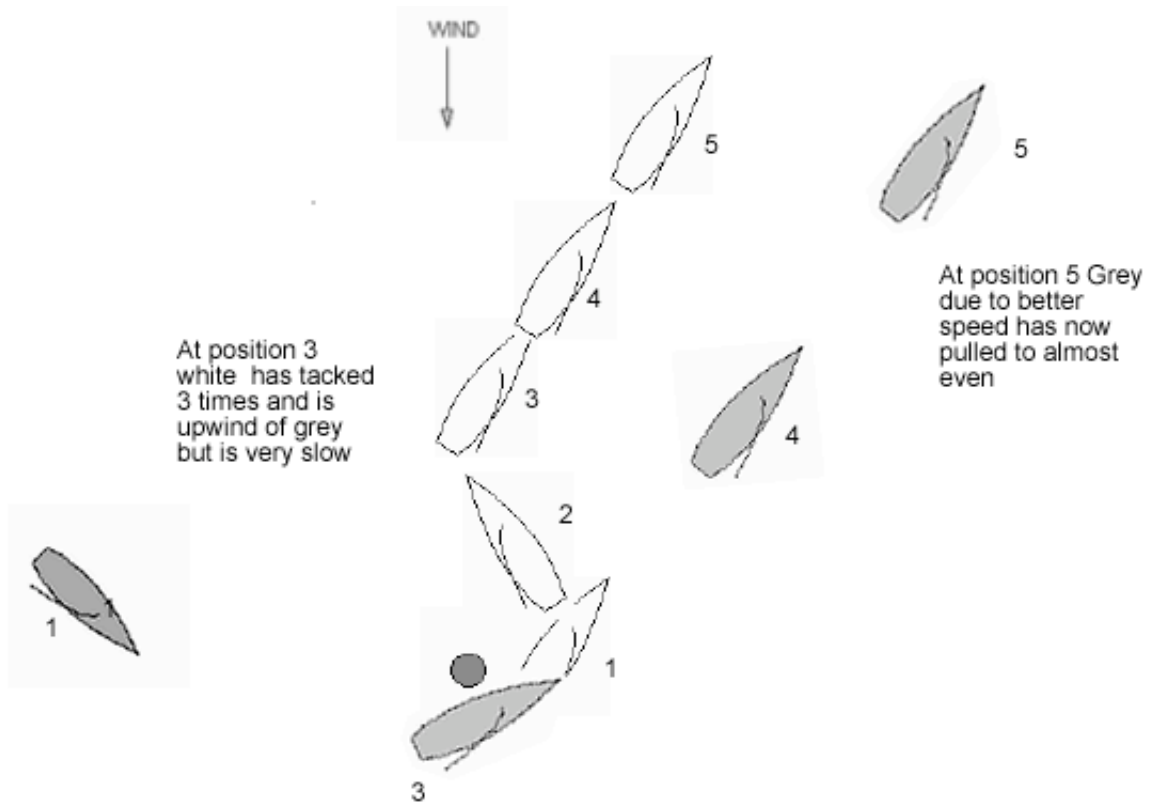 WIND
5
5
4
At position 5 Grey
due to better
speed has now
pulled to almost
even
At position 3
white  has tacked
3 times and is
upwind of grey
but is very slow
3
4
2
1
1
3